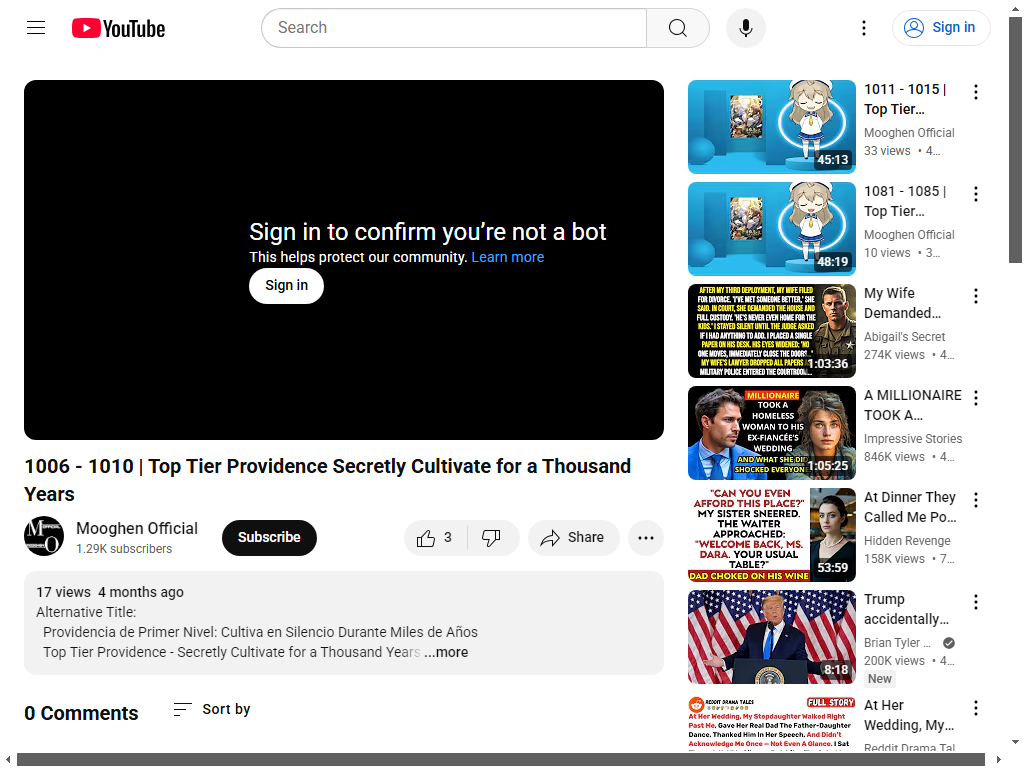 YouTube
Search
Sign in
Sign in to confirm you’re not a bot
This helps protect our community. Learn more
Sign in
1006 - 1010 | Top Tier Providence Secretly Cultivate for a Thousand
Years
Mooghen Official
1.29K subscribers
Subscribe
3
Share
17 views 4 months ago
Alternative Title:
Providencia de Primer Nivel: Cultiva en Silencio Durante Miles de Años
Top Tier Providence - Secretly Cultivate for a Thousand Years ...more
0 Comments
Sort by
45:13
1011 - 1015 |
Top Tier...
Mooghen Official
33 views • 4...
48:19
1081 - 1085 |
Top Tier...
Mooghen Official
10 views • 3...
AFTER MY THIRD DEPLOYMENT, MY WIFE FILED
FOR DIVORCE. "I'VE MET SOMEONE BETTER," SHE
SAID. IN COURT, SHE DEMANDED THE HOUSE AND
FULL CUSTODY. "HE'S NEVER EVEN HOME FOR THE
KIDS." I STAYED SILENT UNTIL THE JUDGE ASKED
IF I HAD ANYTHING TO ADD. I PLACED A SINGLE
PAPER ON HIS DESK. HIS EYES WIDENED: "NO
ONE MOVES, IMMEDIATELY CLOSE THE DOORS
MY WIFE'S LAWYER DROPPED ALL PAPERS
MILITARY POLICE ENTERED THE COURTROOM...
1:03:36
My Wife
Demanded...
Abigail's Secret
274K views • 4...
MILLIONAIRE
TOOK A
HOMELESS
WOMAN TO HIS
EX-FIANCÉE'S
WEDDING
AND WHAT SHE DID
SHOCKED EVERYONE
1:05:25
A MILLIONAIRE
TOOK A...
Impressive Stories
846K views • 4...
"CAN YOU EVEN
AFFORD THIS PLACE?"
MY SISTER SNEERED.
THE WAITER
APPROACHED:
"WELCOME BACK, MS.
DARA. YOUR USUAL
TABLE?"
DAD CHOKED ON HIS WINE
53:59
At Dinner They
Called Me Po...
Hidden Revenge
158K views • 7...
8:18
Trump
accidentally...
Brian Tyler ...
200K views • 4...
New
REDDIT DRAMA TALES
FULL STORY
At Her Wedding, My Stepdaughter Walked Right
Past Me, Gave Her Real Dad The Father-Daughter
Dance, Thanked Him In Her Speech. And Didn't
Acknowledge Me Once — Not Even A Glance. I Sat
At Her
Wedding, My...
Reddit Drama Tal